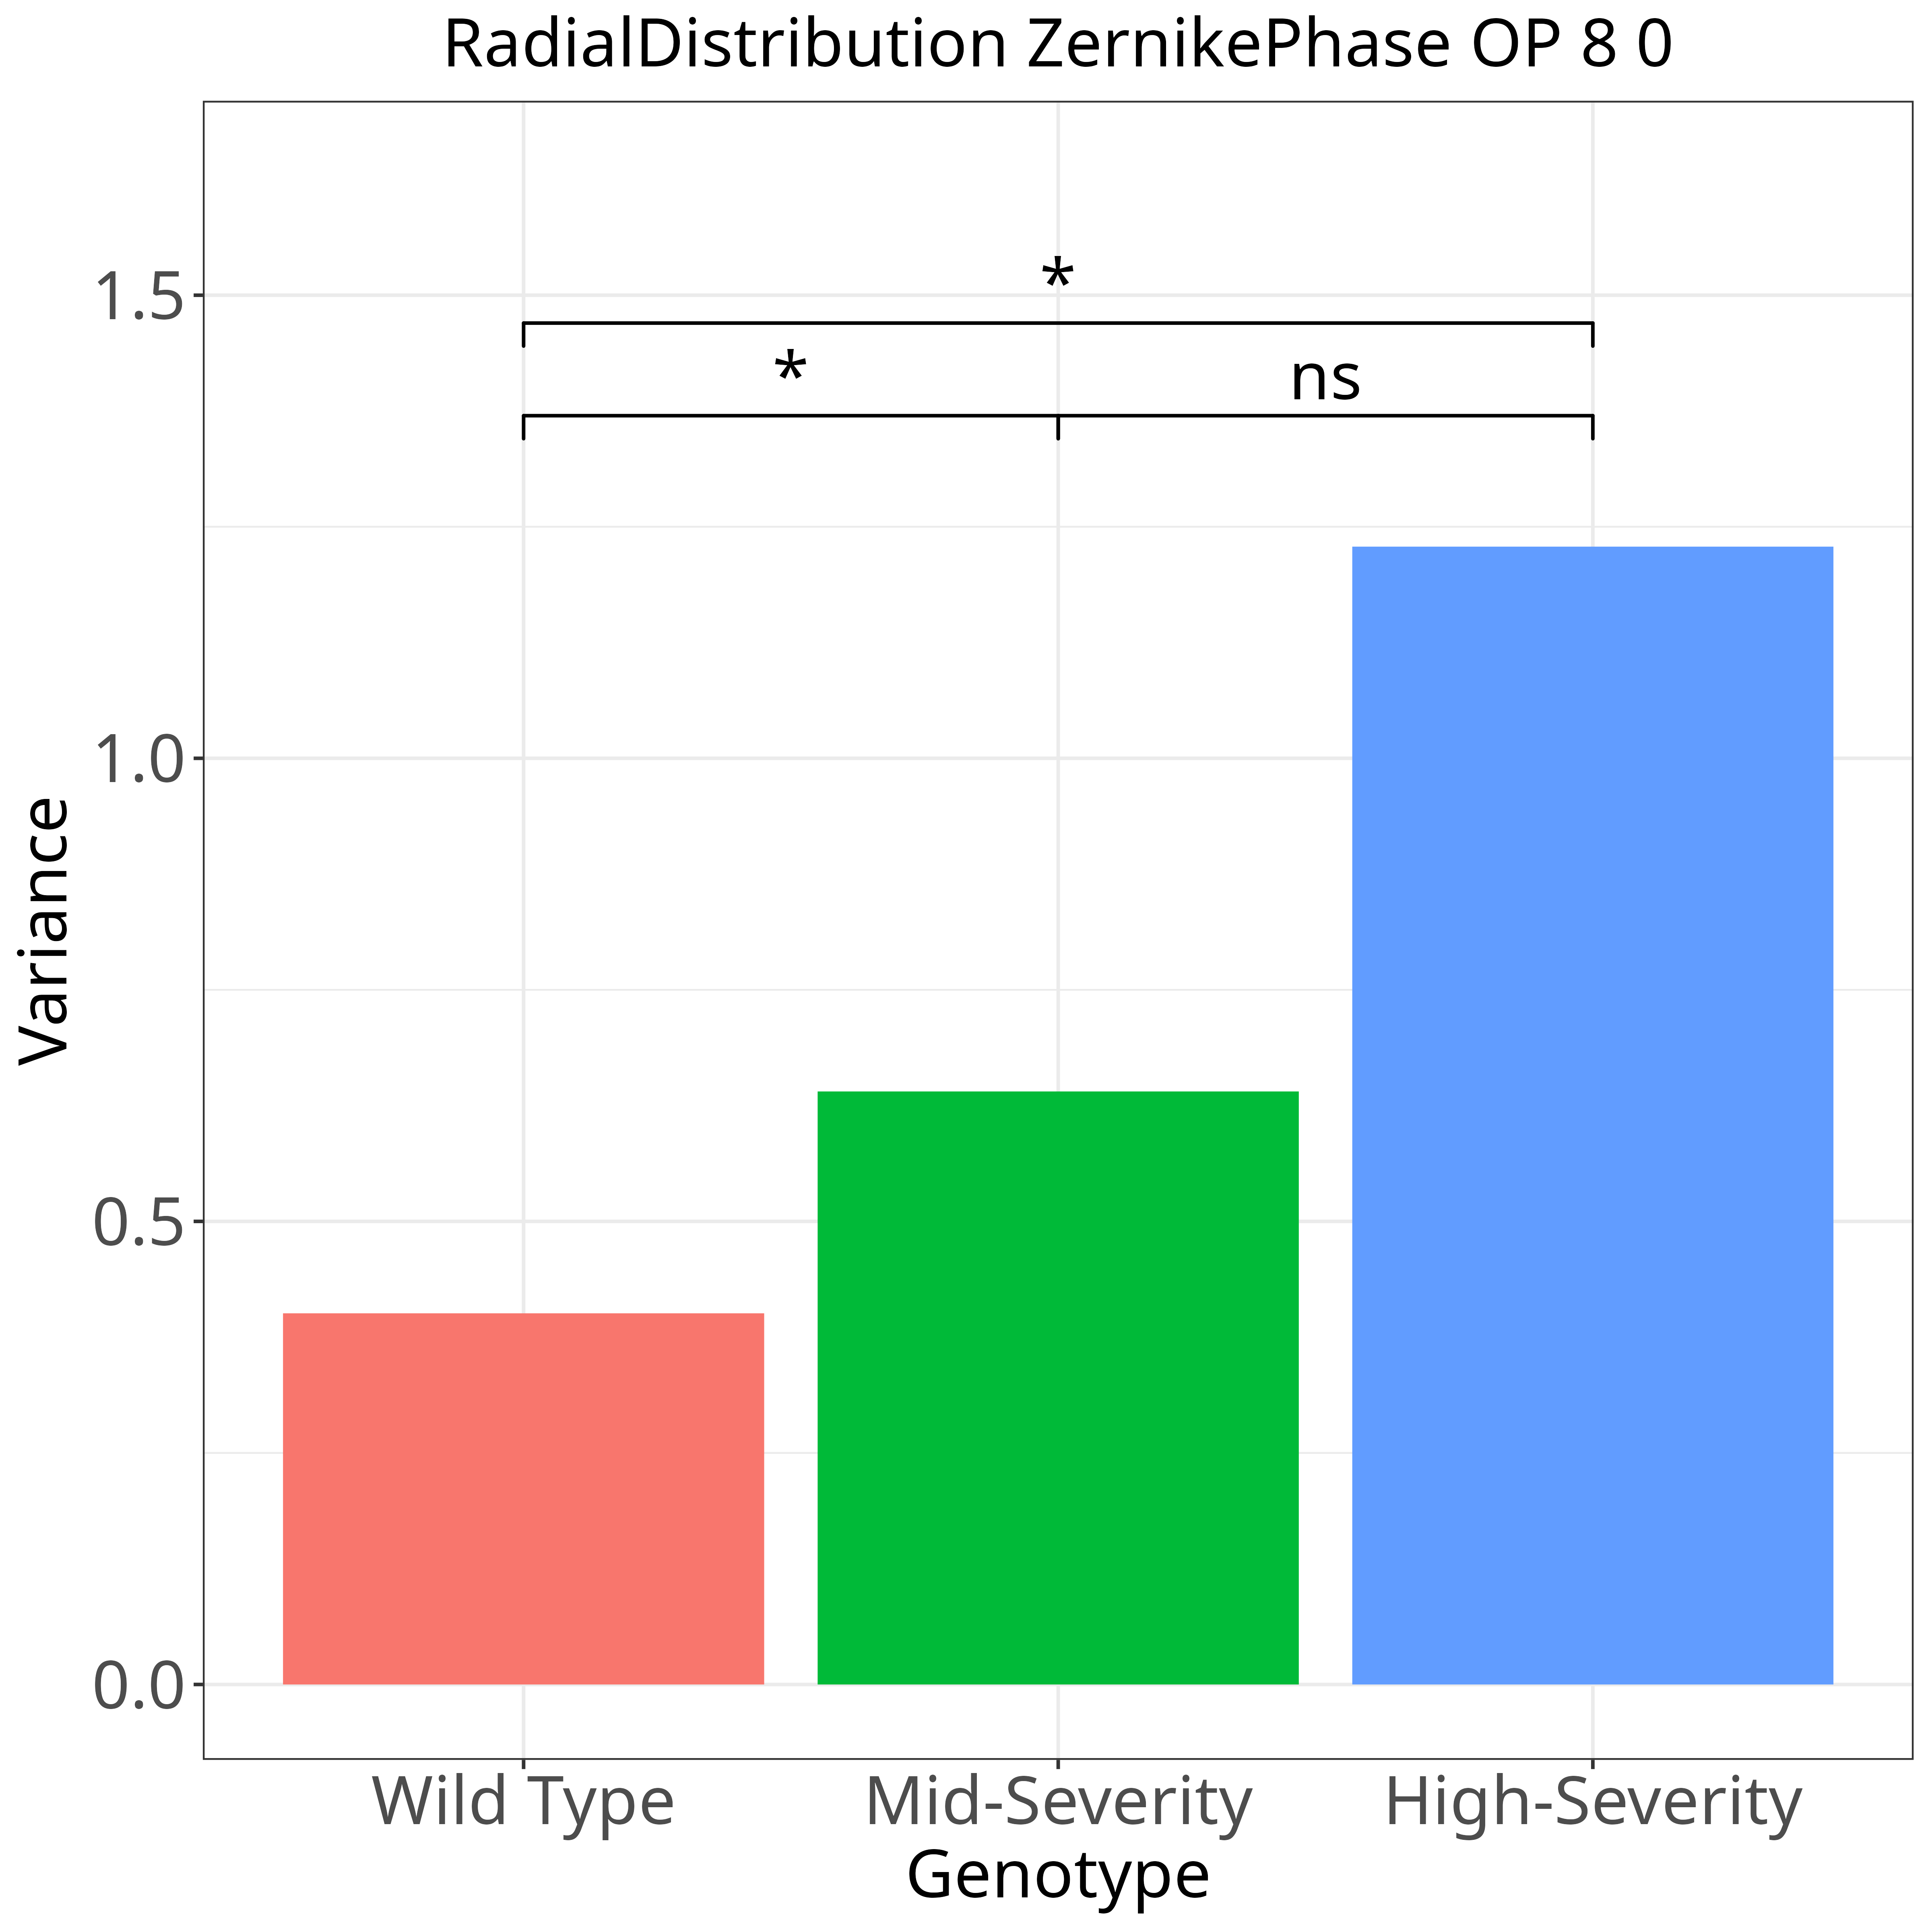 RadialDistribution ZernikePhase OP 8 0
*
* ns
1.5
1.0
0.5
0.0
Variance
Wild Type Mid-Severity High-Severity
Genotype